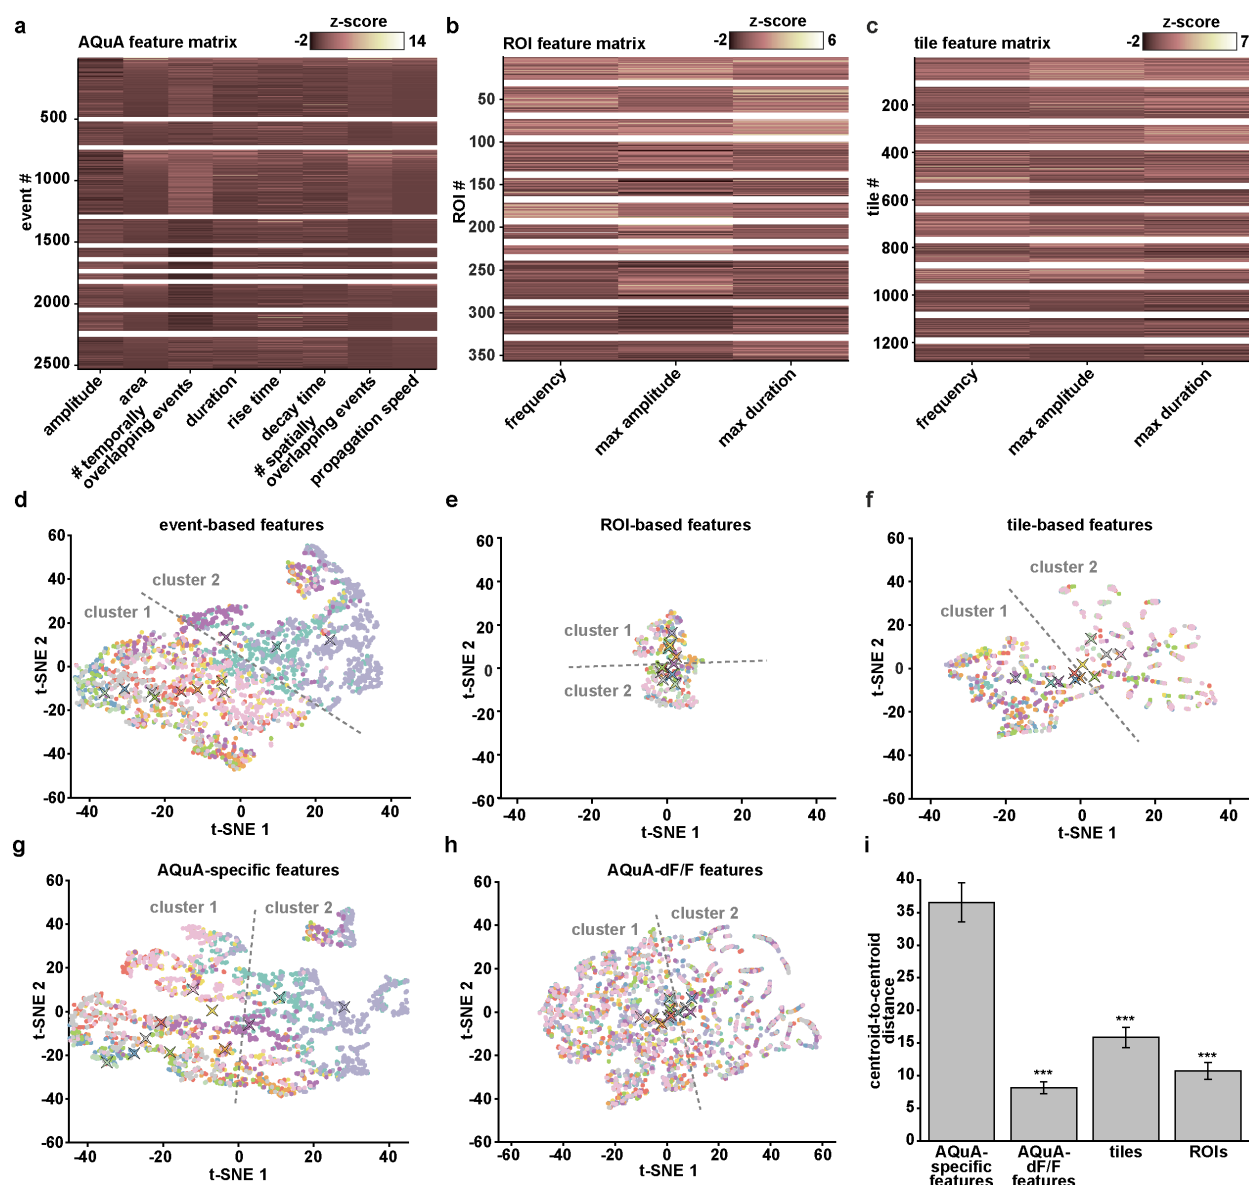 a
AQuA feature matrix
z-score
-2
14
event #
500
1000
1500
2000
2500
amplitude
area
# temporally
overlapping events
duration
rise time
decay time
# spatially
overlapping events
propagation speed
b
ROI feature matrix
z-score
-2
6
ROI #
50
100
150
200
250
300
350
frequency
max amplitude
max duration
c
tile feature matrix
z-score
-2
7
tile #
200
400
600
800
1000
1200
frequency
max amplitude
max duration
d
event-based features
cluster 2
cluster 1
t-SNE 2
60
40
20
0
-20
-40
-60
-40
-20
0
20
40
t-SNE 1
e
ROI-based features
cluster 1
cluster 2
t-SNE 2
60
40
20
0
-20
-40
-60
-40
-20
0
20
40
t-SNE 1
f
tile-based features
cluster 2
cluster 1
t-SNE 2
60
40
20
0
-20
-40
-60
-40
-20
0
20
40
t-SNE 1
g
AQuA-specific features
cluster 1
cluster 2
t-SNE 2
60
40
20
0
-20
-40
-60
-40
-20
0
20
40
t-SNE 1
h
AQuA-dF/F features
cluster 2
cluster 1
t-SNE 2
60
40
20
0
-20
-40
-60
-60
-40
-20
0
20
40
60
t-SNE 1
i
centroid-to-centroid
distance
40
35
30
25
20
15
10
5
0
***
***
***
AQuA-
specific
features
AQuA-
dF/F
features
tiles
ROIs